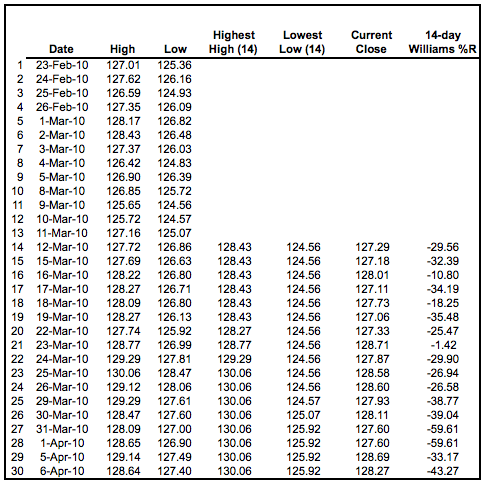 Highest Lowest Current 14-day
Date High Low High (14) Low (14) Close Williams %R
1 23-Feb-10 127.01 125.36
2 24-Feb-10 127.62 126.16
3 25-Feb-10 126.59 124.93
4 26-Feb-10 127.35 126.09
5 1-Mar-10 128.17 126.82
6 2-Mar-10 128.43 126.48
7 3-Mar-10 127.37 126.03
8 4-Mar-10 126.42 124.83
9 5-Mar-10 126.90 126.39
10 8-Mar-10 126.85 125.72
11 9-Mar-10 125.65 124.56
12 10-Mar-10 125.72 124.57
13 11-Mar-10 127.16 125.07
14 12-Mar-10 127.72 126.86 128.43 124.56 127.29 -29.56
15 15-Mar-10 127.69 126.63 128.43 124.56 127.18 -32.39
16 16-Mar-10 128.22 126.80 128.43 124.56 128.01 -10.80
17 17-Mar-10 128.27 126.71 128.43 124.56 127.11 -34.19
18 18-Mar-10 128.09 126.80 128.43 124.56 127.73 -18.25
19 19-Mar-10 128.27 126.13 128.43 124.56 127.06 -35.48
20 22-Mar-10 127.74 125.92 128.27 124.56 127.33 -25.47
21 23-Mar-10 128.77 126.99 128.77 124.56 128.71 -1.42
22 24-Mar-10 129.29 127.81 129.29 124.56 127.87 -29.90
23 25-Mar-10 130.06 128.47 130.06 124.56 128.58 -26.94
24 26-Mar-10 129.12 128.06 130.06 124.56 128.60 -26.58
25 29-Mar-10 129.29 127.61 130.06 124.57 127.93 -38.77
26 30-Mar-10 128.47 127.60 130.06 125.07 128.11 -39.04
27 31-Mar-10 128.09 127.00 130.06 125.92 127.60 -59.61
28 1-Apr-10 128.65 126.90 130.06 125.92 127.60 -59.61
29 5-Apr-10 129.14 127.49 130.06 125.92 128.69 -33.17
30 6-Apr-10 128.64 127.40 130.06 125.92 128.27 -43.27